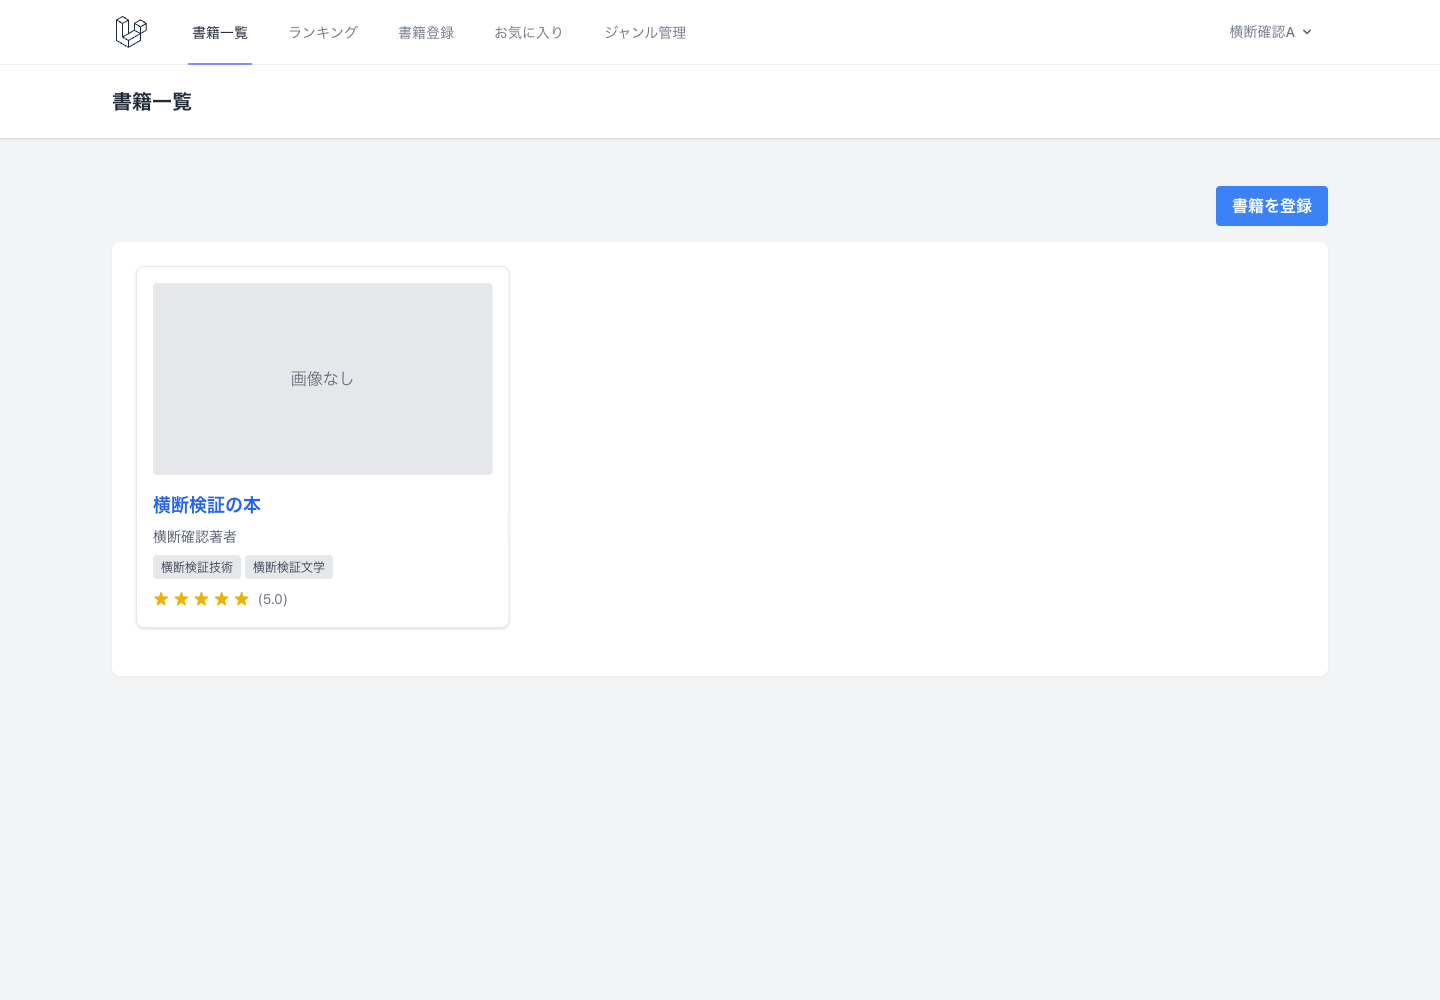 書籍一覧 ランキング 書籍登録 お気に入り ジャンル管理 横断確認A
書籍一覧
書籍を登録
画像なし
横断検証の本
横断確認著者
横断検証技術 横断検証文学
★★★★★ (5.0)